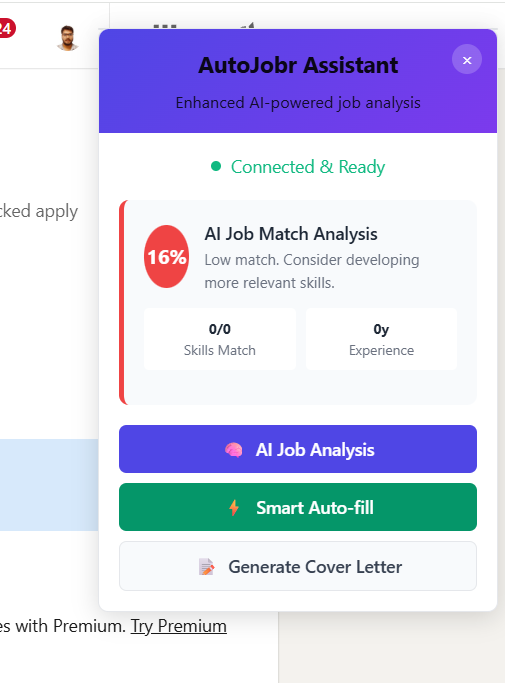 24
AutoJobr Assistant
×
Enhanced AI-powered job analysis
Connected & Ready
cked apply
16%
AI Job Match Analysis
Low match. Consider developing
more relevant skills.
0/0
Skills Match
0y
Experience
AI Job Analysis
Smart Auto-fill
Generate Cover Letter
es with Premium. Try Premium